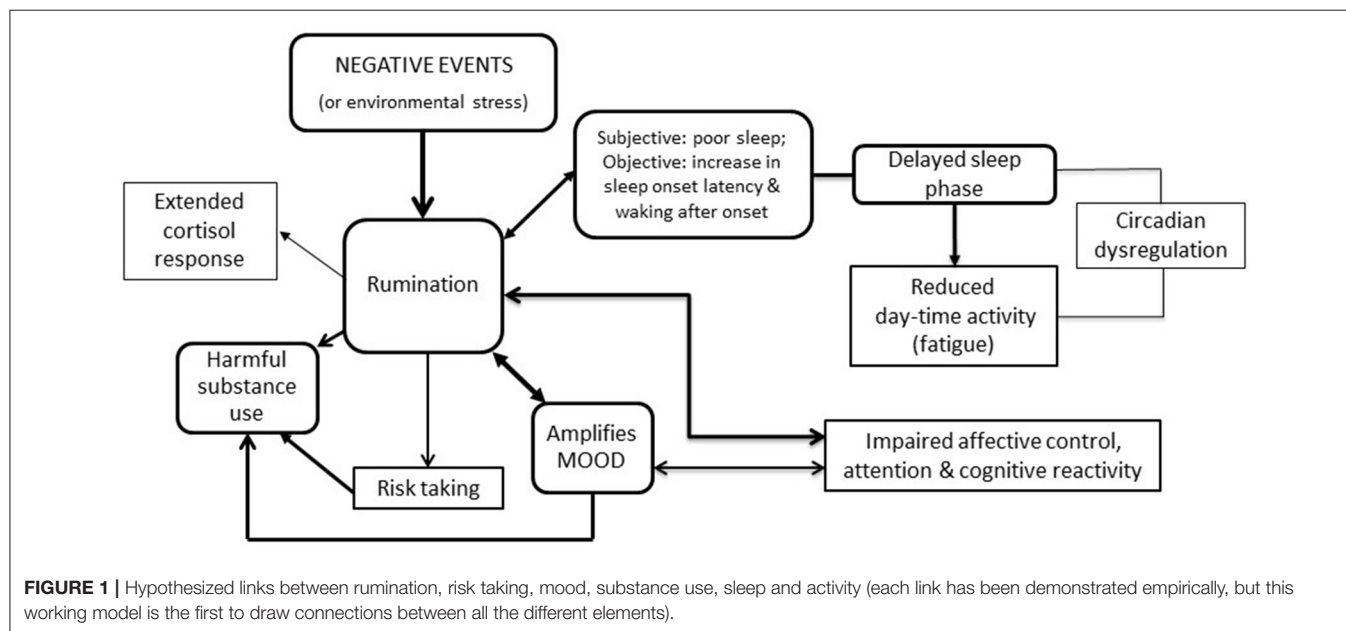 NEGATIVE EVENTS
(or environmental stress)
Subjective: poor sleep;
Objective: increase in
sleep onset latency &
waking after onset
Delayed sleep
phase
Extended
cortisol
response
Circadian
dysregulation
Rumination
Reduced
day-time activity
(fatigue)
Harmful
substance
use
Amplifies
MOOD
Impaired affective control,
attention & cognitive reactivity
Risk taking
FIGURE 1 | Hypothesized links between rumination, risk taking, mood, substance use, sleep and activity (each link has been demonstrated empirically, but this
working model is the first to draw connections between all the different elements).